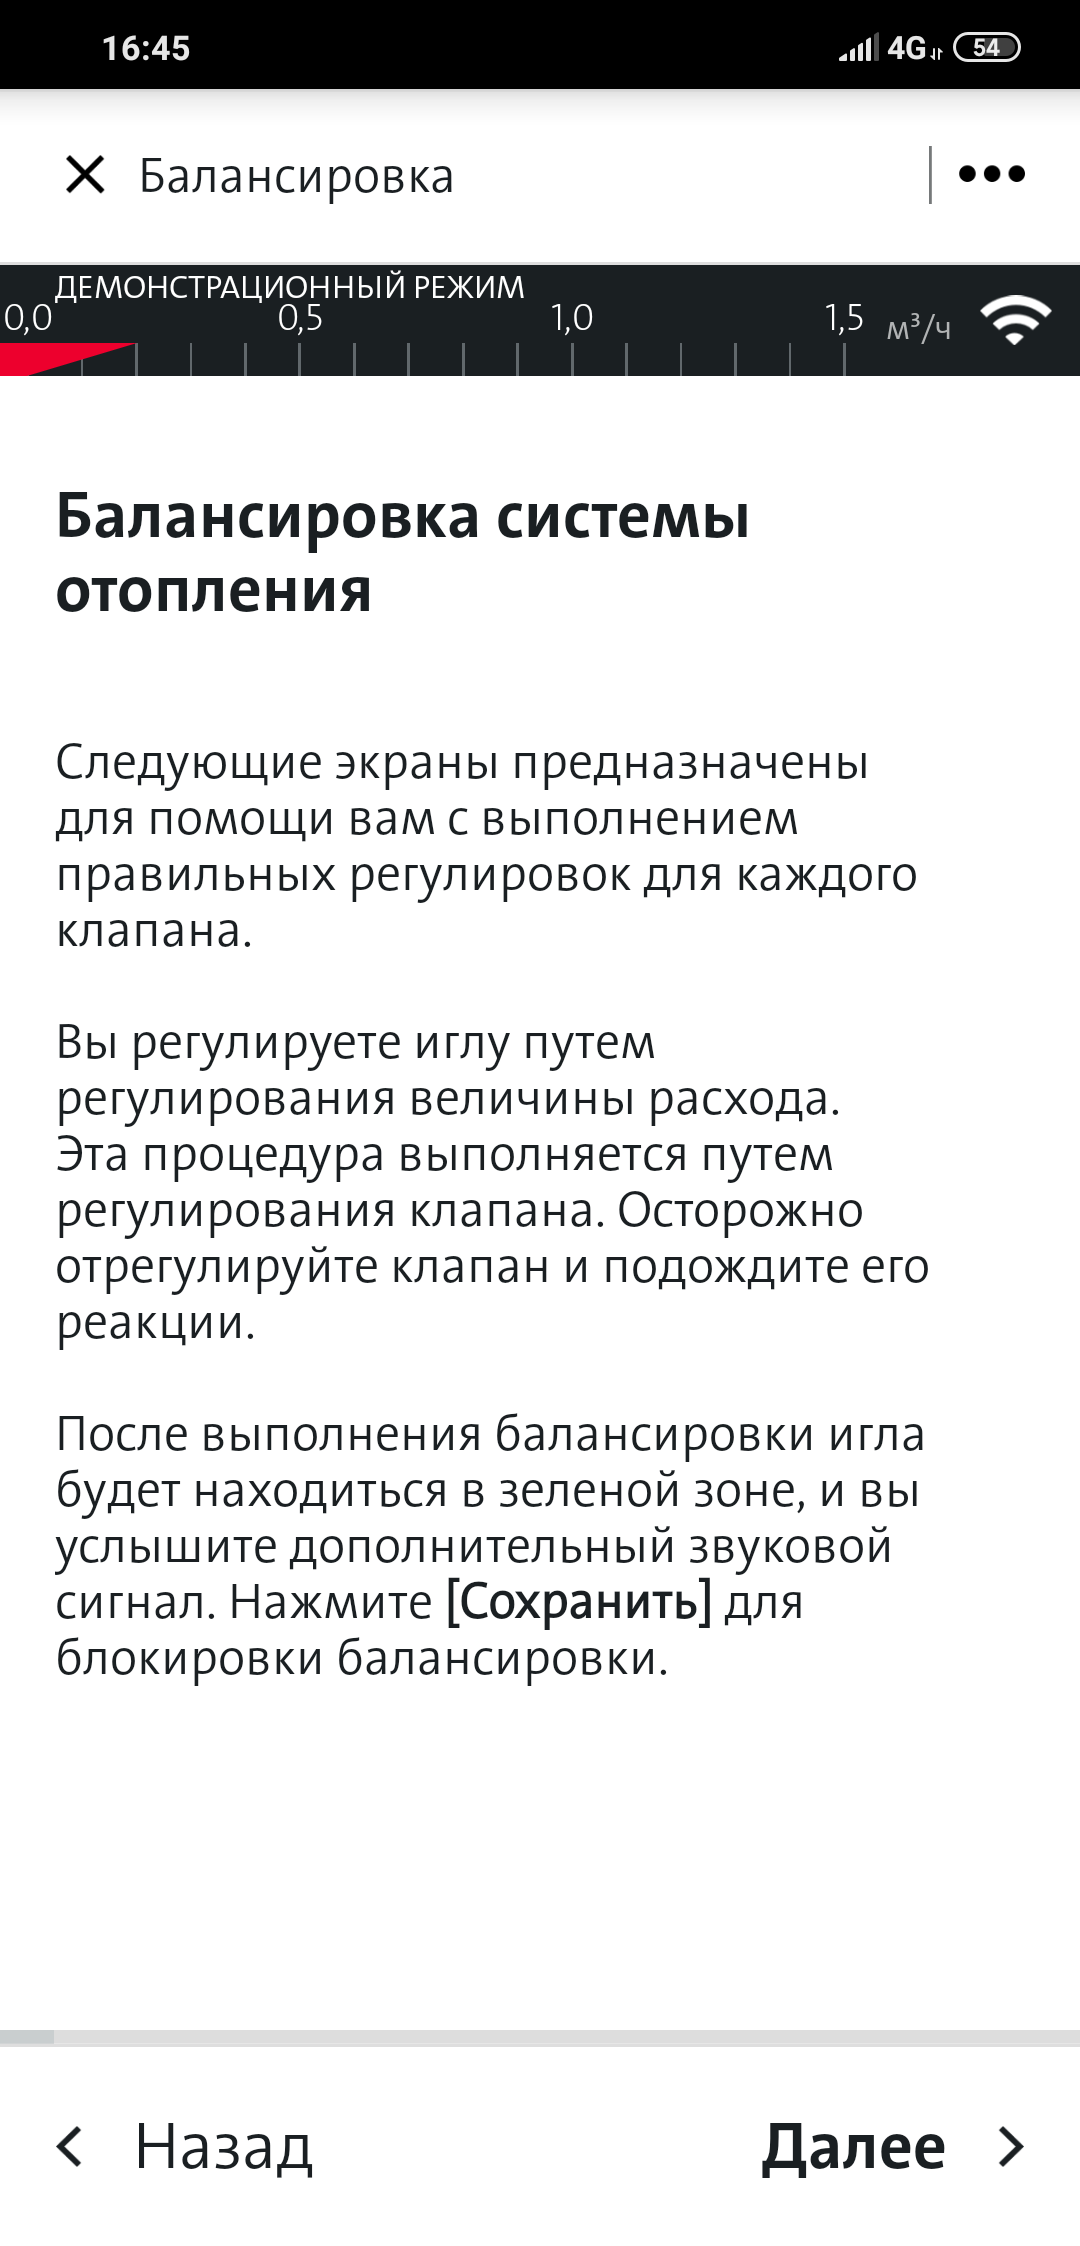 16:45
4G 54
Балансировка
ДЕМОНСТРАЦИОННЫЙ РЕЖИМ
0,0 0,5 1,0 1,5 м³/ч
Балансировка системы
отопления
Следующие экраны предназначены
для помощи вам с выполнением
правильных регулировок для каждого
клапана.
Вы регулируете иглу путем
регулирования величины расхода.
Эта процедура выполняется путем
регулирования клапана. Осторожно
отрегулируйте клапан и подождите его
реакции.
После выполнения балансировки игла
будет находиться в зеленой зоне, и вы
услышите дополнительный звуковой
сигнал. Нажмите [Сохранить] для
блокировки балансировки.
Назад Далее